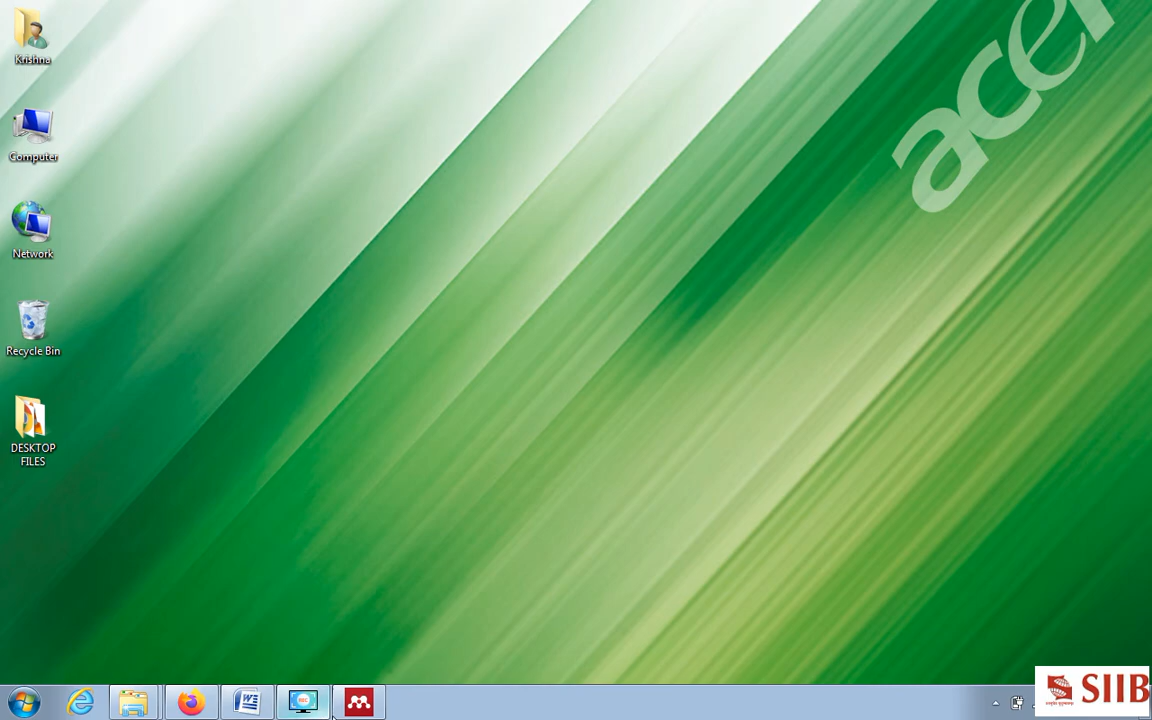 acer
Krishna
Computer
Network
Recycle Bin
DESKTOP
FILES
SIIB